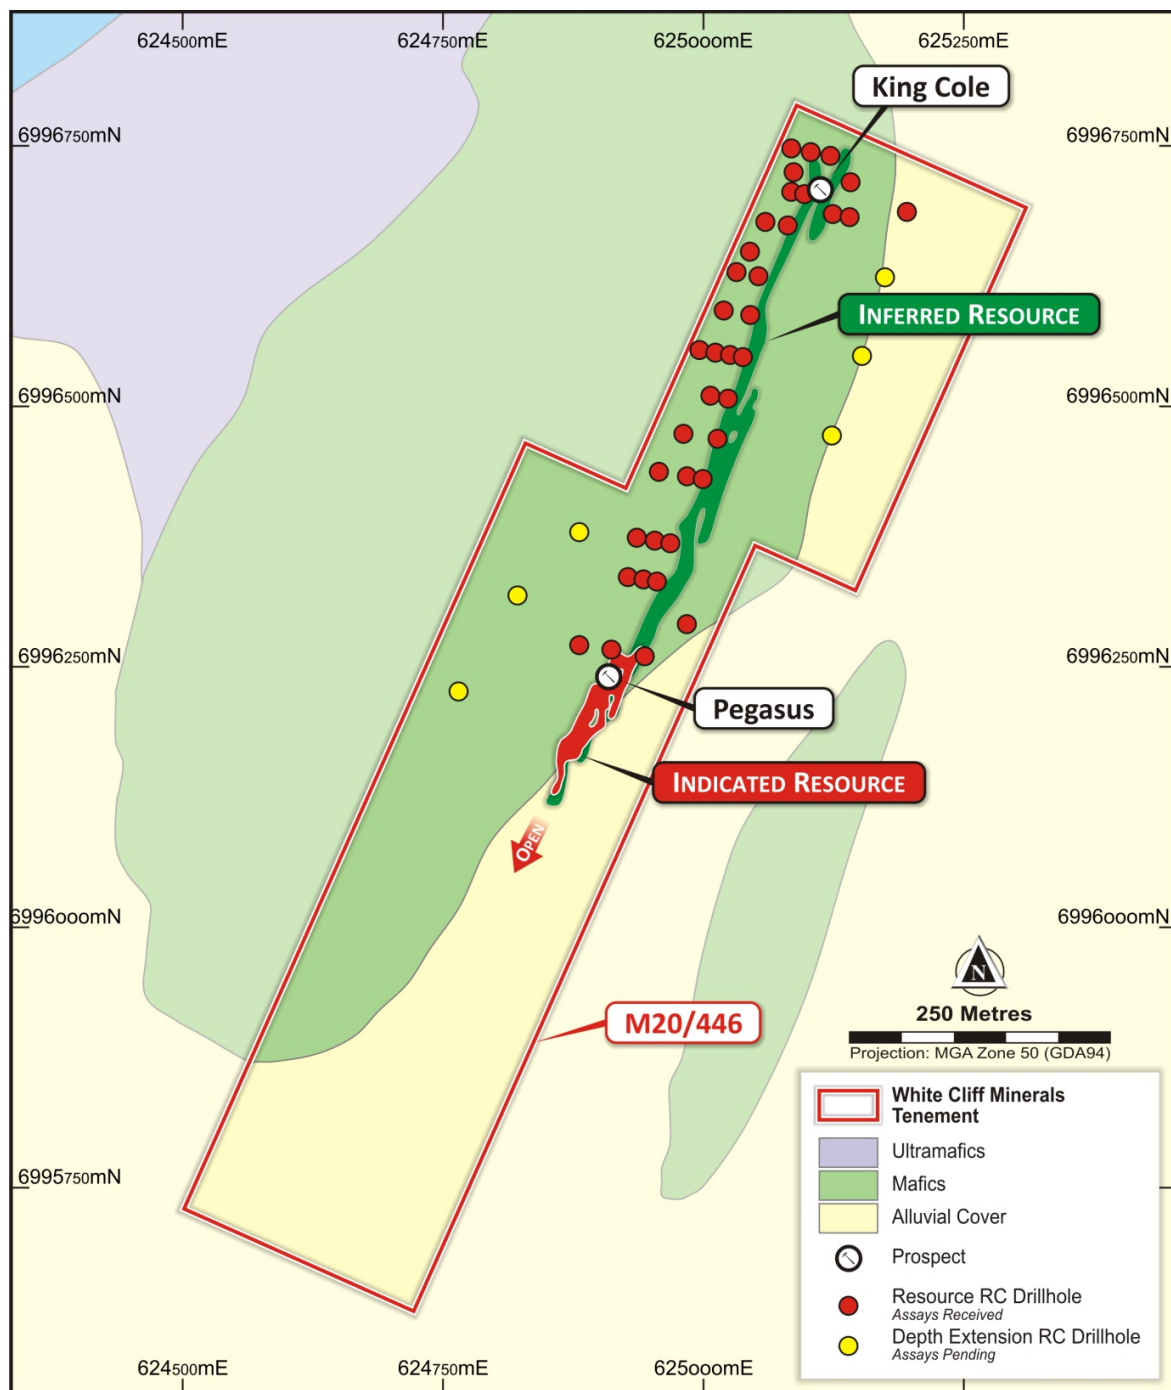 624500mE 624750mE 625000mE 625250mE
King Cole
6996750mN 6996750mN
INFERRED RESOURCE
6996500mN 6996500mN
6996250mN 6996250mN
Pegasus
INDICATED RESOURCE
OPEN
6996000mN 6996000mN
N
250 Metres
M20/446
Projection: MGA Zone 50 (GDA94)
White Cliff Minerals
Tenement
Ultramafics
6995750mN
Mafics
Alluvial Cover
Prospect
Resource RC Drillhole
Assays Received
Depth Extension RC Drillhole
Assays Pending
624500mE 624750mE 625000mE